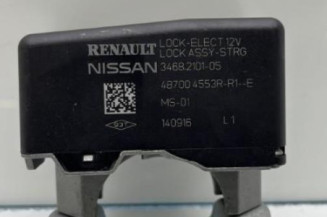 RENAULT LOCK-ELECT 12V
NISSAN LOCK ASSY-STRG
3468.2101-05
48700 4553R-R1--E
MS-01
140916 L1